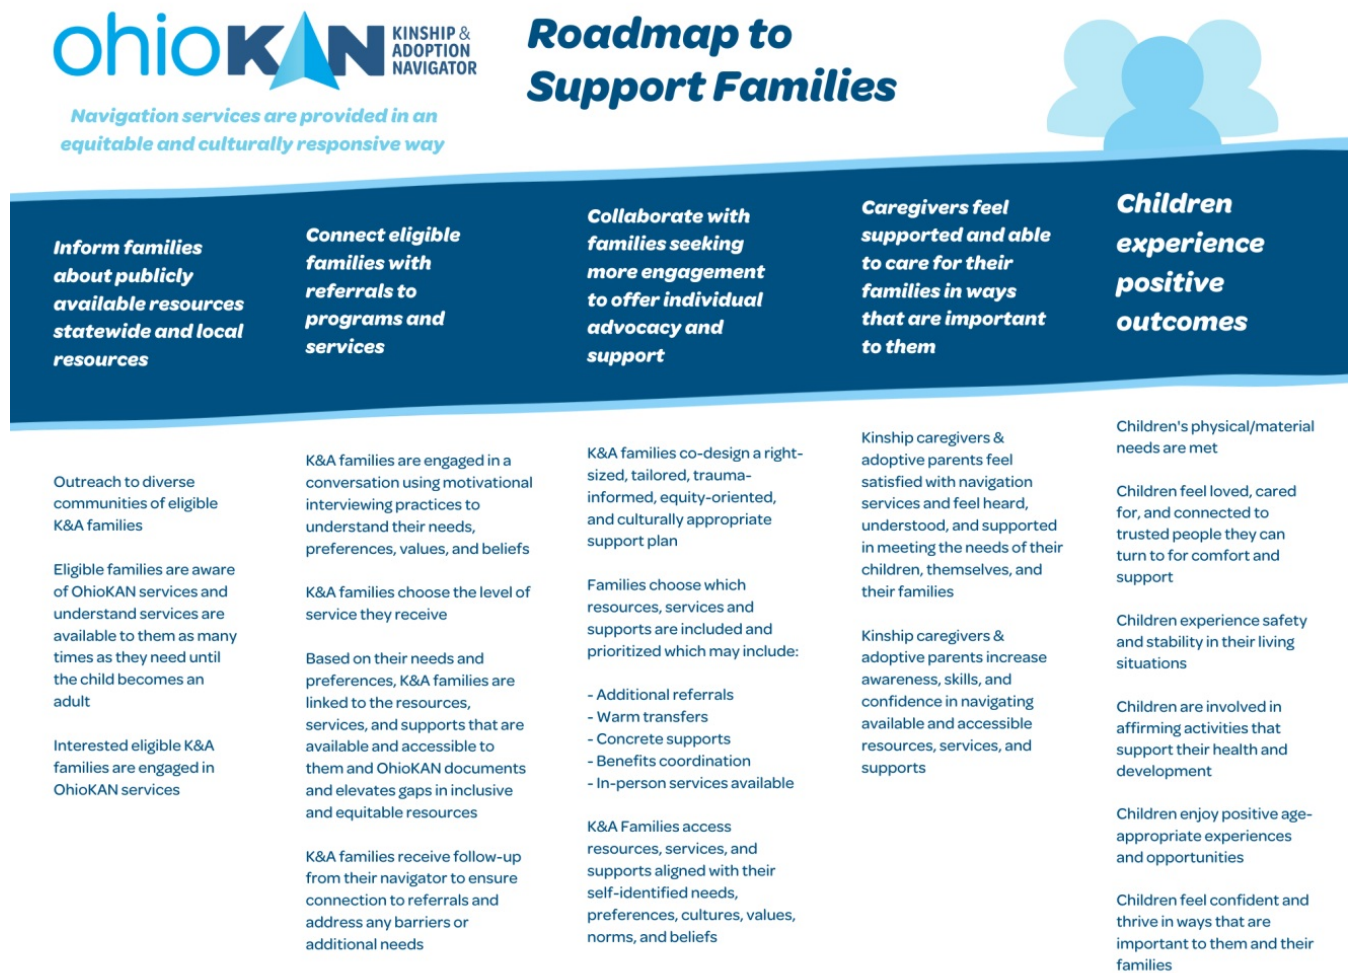 ohioKAN
KINSHIP &
ADOPTION
NAVIGATOR
Navigation services are provided in an
equitable and culturally responsive way
Roadmap to
Support Families
Inform families
about publicly
available resources
statewide and local
resources
Connect eligible
families with
referrals to
programs and
services
Collaborate with
families seeking
more engagement
to offer individual
advocacy and
support
Caregivers feel
supported and able
to care for their
families in ways
that are important
to them
Children
experience
positive
outcomes
Outreach to diverse
communities of eligible
K&A families
Eligible families are aware
of OhioKAN services and
understand services are
available to them as many
times as they need until
the child becomes an
adult
Interested eligible K&A
families are engaged in
OhioKAN services
K&A families are engaged in a
conversation using motivational
interviewing practices to
understand their needs,
preferences, values, and beliefs
K&A families choose the level of
service they receive
Based on their needs and
preferences, K&A families are
linked to the resources,
services, and supports that are
available and accessible to
them and OhioKAN documents
and elevates gaps in inclusive
and equitable resources
K&A families receive follow-up
from their navigator to ensure
connection to referrals and
address any barriers or
additional needs
K&A families co-design a right-
sized, tailored, trauma-
informed, equity-oriented,
and culturally appropriate
support plan
Families choose which
resources, services and
supports are included and
prioritized which may include:
- Additional referrals
- Warm transfers
- Concrete supports
- Benefits coordination
- In-person services available
K&A Families access
resources, services, and
supports aligned with their
self-identified needs,
preferences, cultures, values,
norms, and beliefs
Kinship caregivers &
adoptive parents feel
satisfied with navigation
services and feel heard,
understood, and supported
in meeting the needs of their
children, themselves, and
their families
Kinship caregivers &
adoptive parents increase
awareness, skills, and
confidence in navigating
available and accessible
resources, services, and
supports
Children's physical/material
needs are met
Children feel loved, cared
for, and connected to
trusted people they can
turn to for comfort and
support
Children experience safety
and stability in their living
situations
Children are involved in
affirming activities that
support their health and
development
Children enjoy positive age-
appropriate experiences
and opportunities
Children feel confident and
thrive in ways that are
important to them and their
families